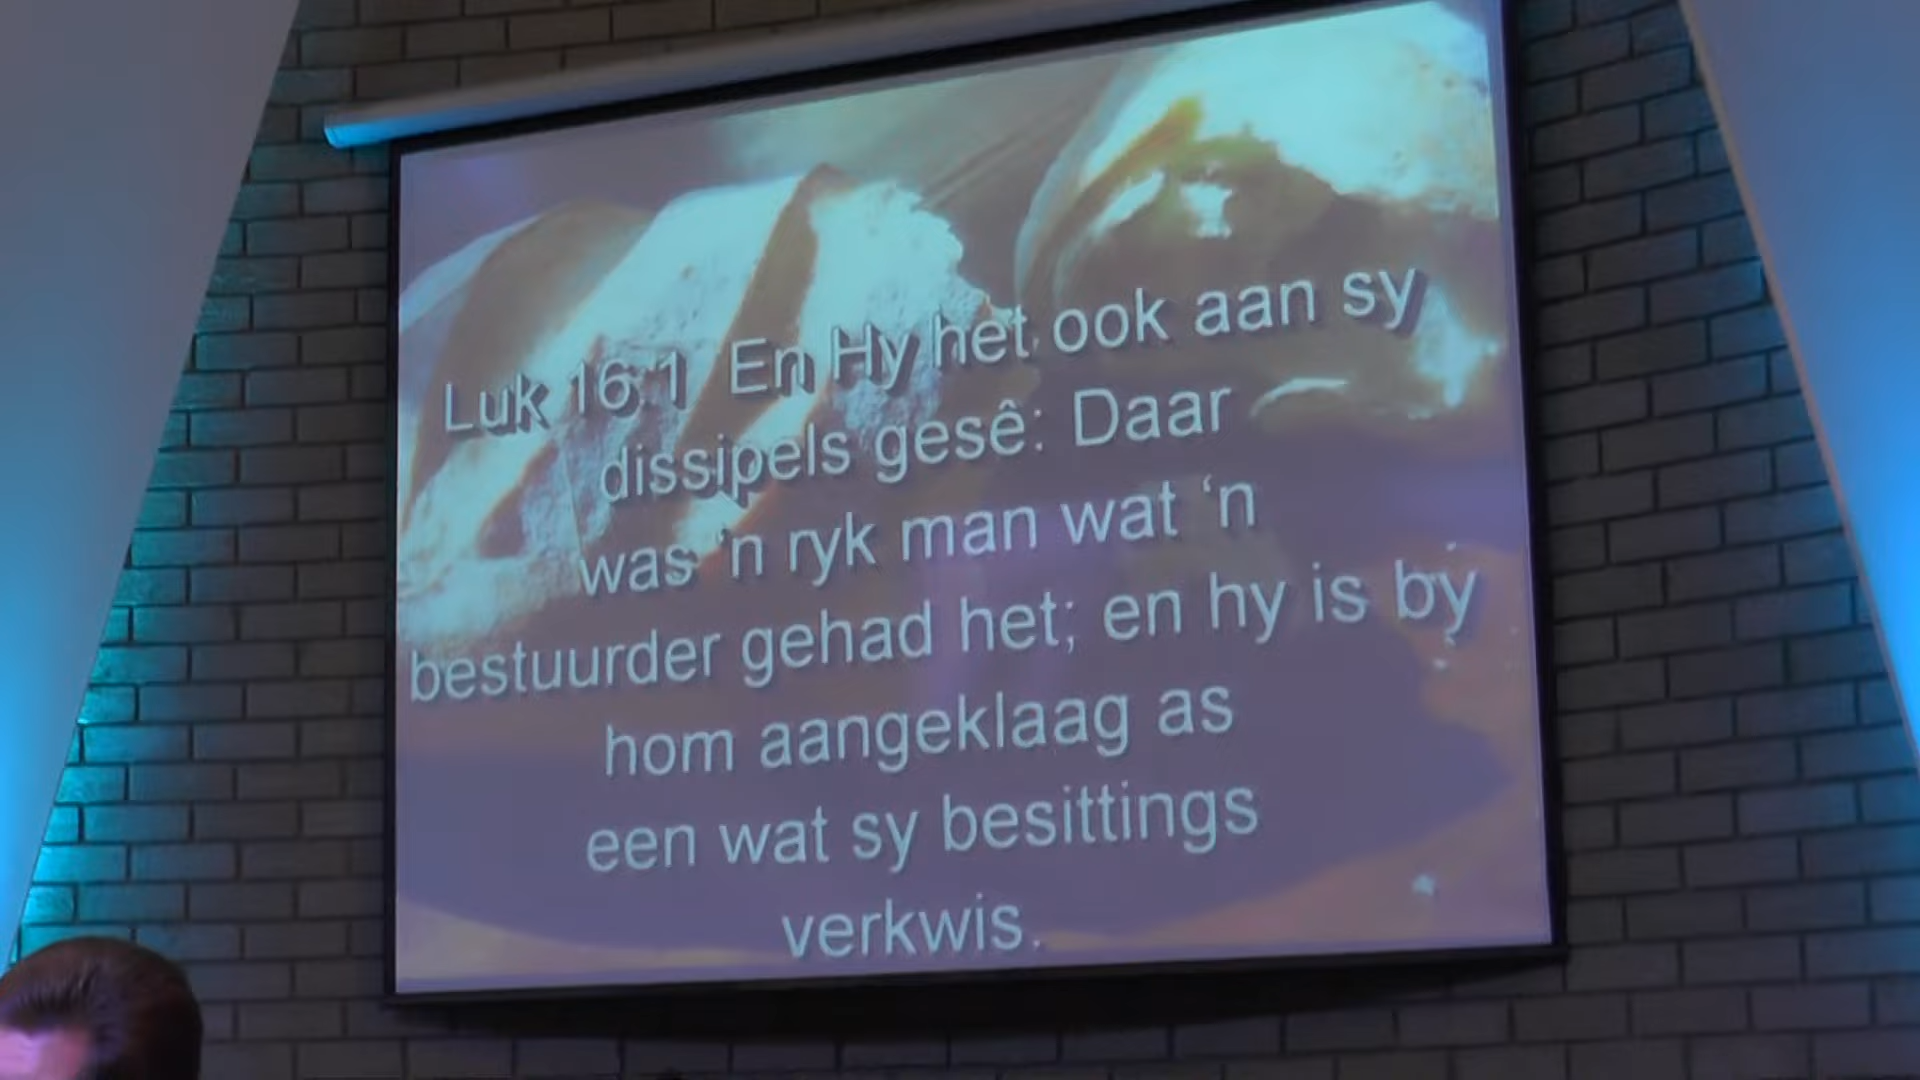 Luk 16:1 En Hy het ook aan sy
dissipels gesê: Daar
was ‘n ryk man wat ‘n
bestuurder gehad het; en hy is by
hom aangeklaag as
een wat sy besittings
verkwis.